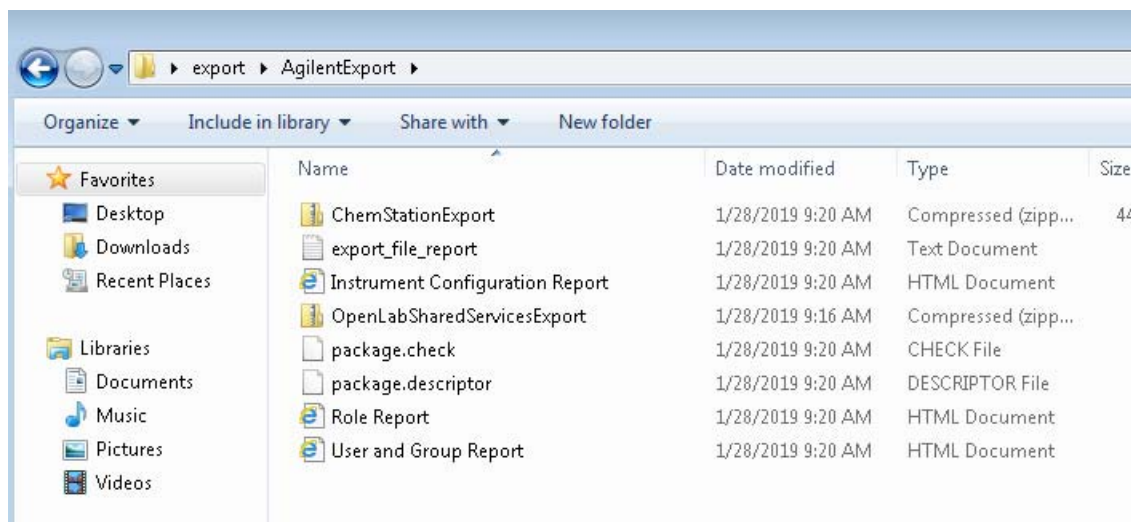 export AgilentExport
Organize Include in library Share with New folder
Favorites
Desktop
Downloads
Recent Places
Libraries
Documents
Music
Pictures
Videos
Name Date modified Type Size
ChemStationExport 1/28/2019 9:20 AM Compressed (zipp... 44
export_file_report 1/28/2019 9:20 AM Text Document
Instrument Configuration Report 1/28/2019 9:20 AM HTML Document
OpenLabSharedServicesExport 1/28/2019 9:16 AM Compressed (zipp...
package.check 1/28/2019 9:20 AM CHECK File
package.descriptor 1/28/2019 9:20 AM DESCRIPTOR File
Role Report 1/28/2019 9:20 AM HTML Document
User and Group Report 1/28/2019 9:20 AM HTML Document